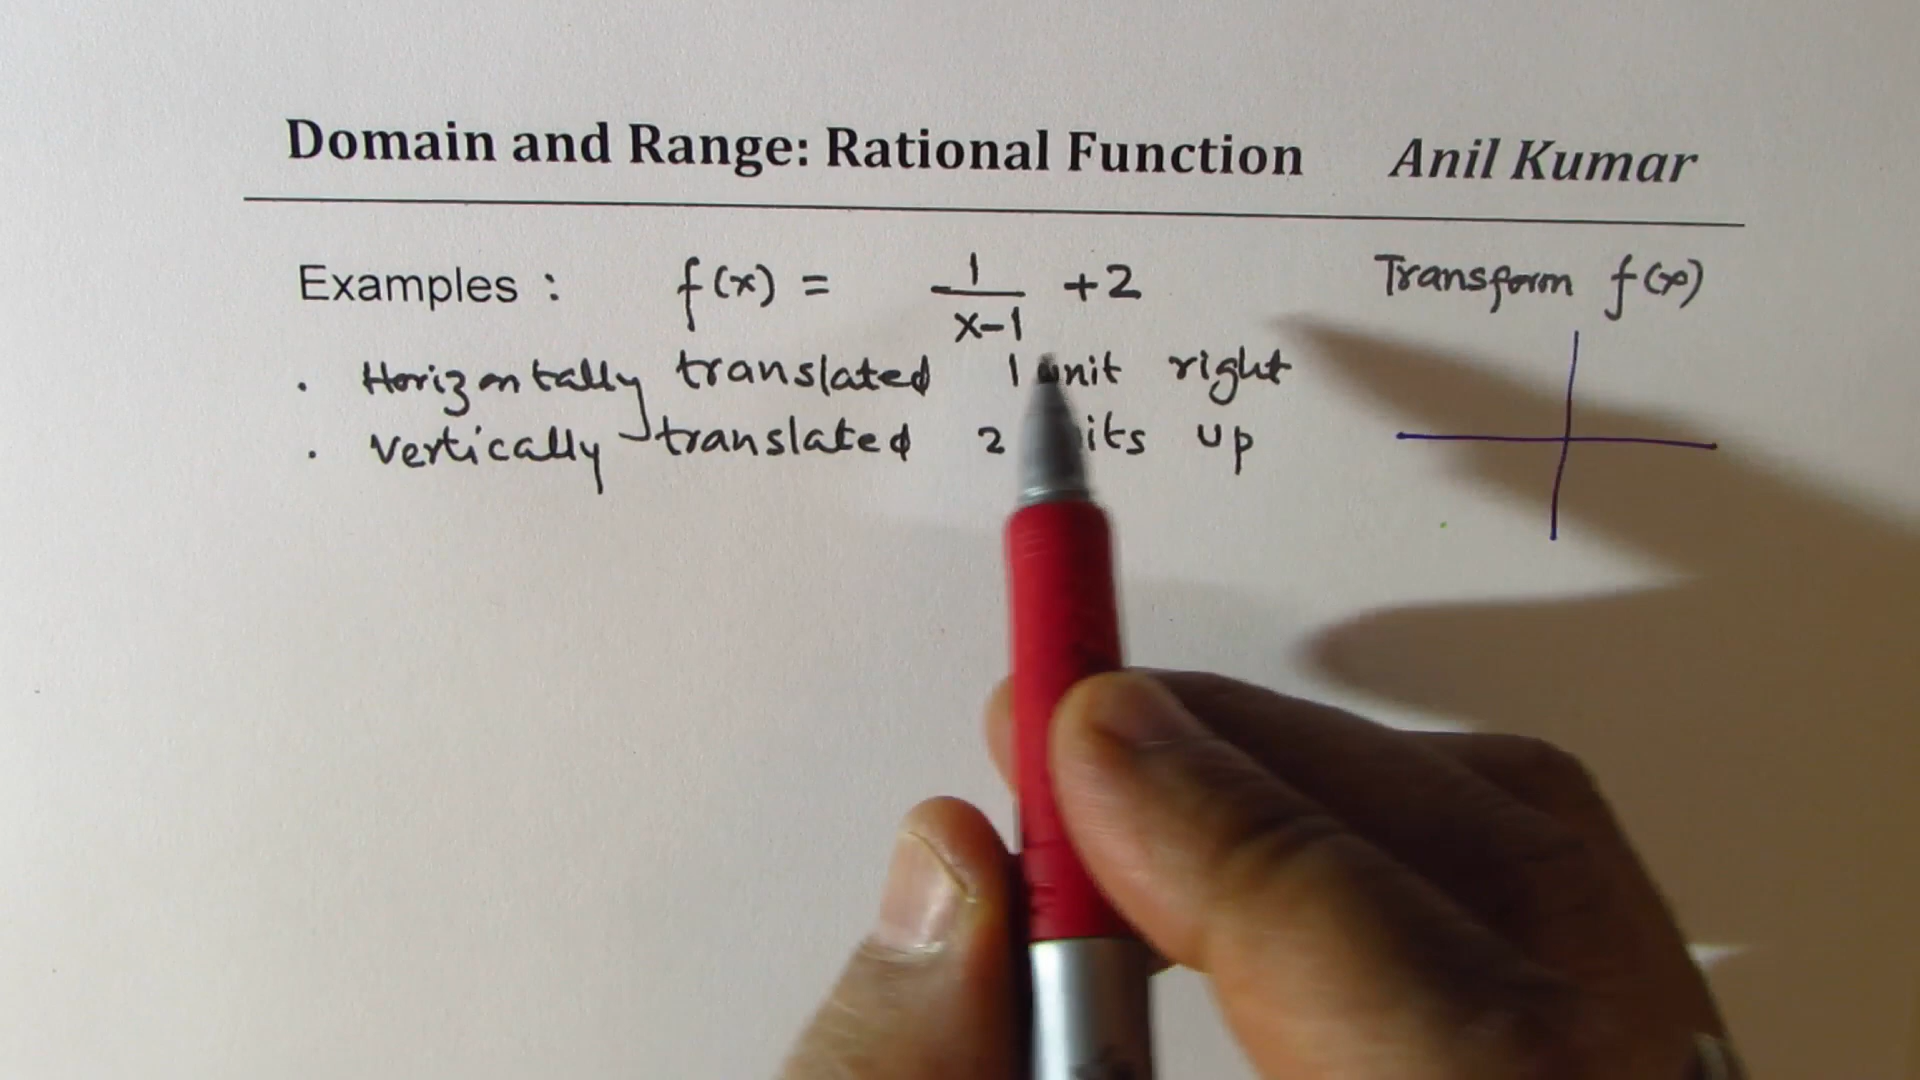 Domain and Range: Rational Function Anil Kumar
Examples : f(x) = 1/(x-1) +2 Transform f(x)
. Horizontally translated 1 unit right
. Vertically translated 2 up